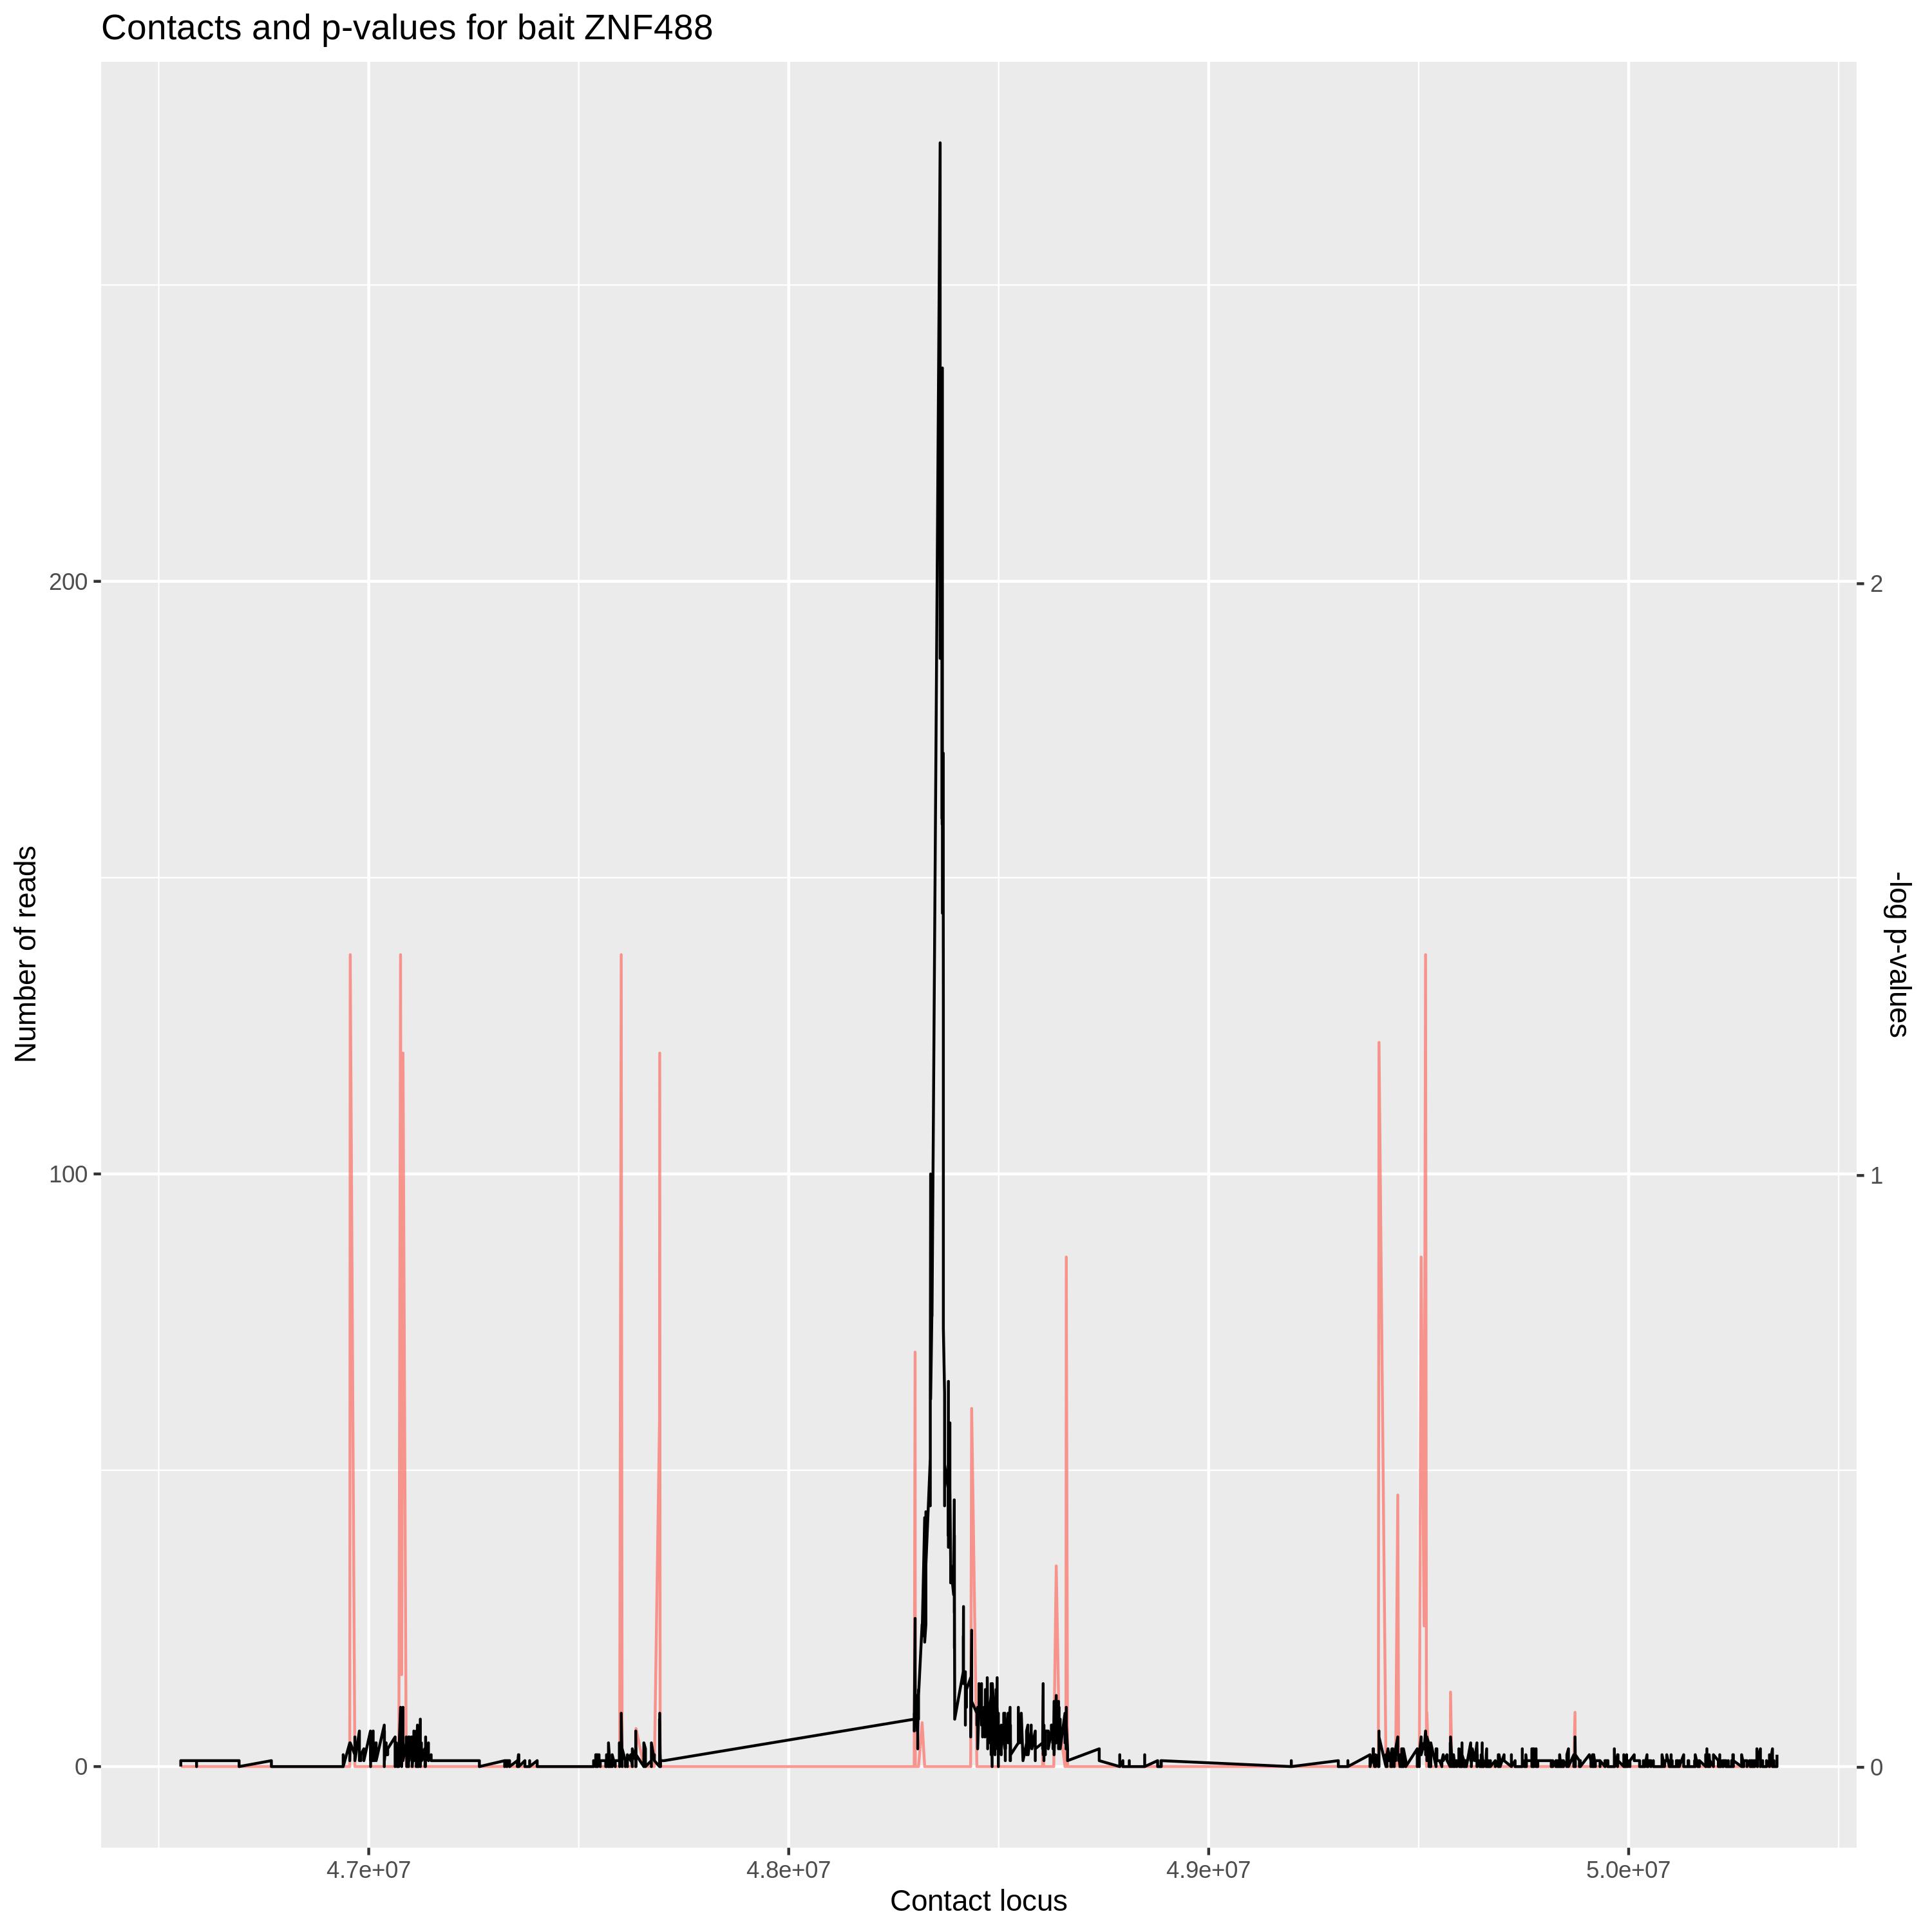 Contacts and p-values for bait ZNF488
Number of reads
200
100
0
2
1
0
-log p-values
4.7e+07 4.8e+07 4.9e+07 5.0e+07
Contact locus